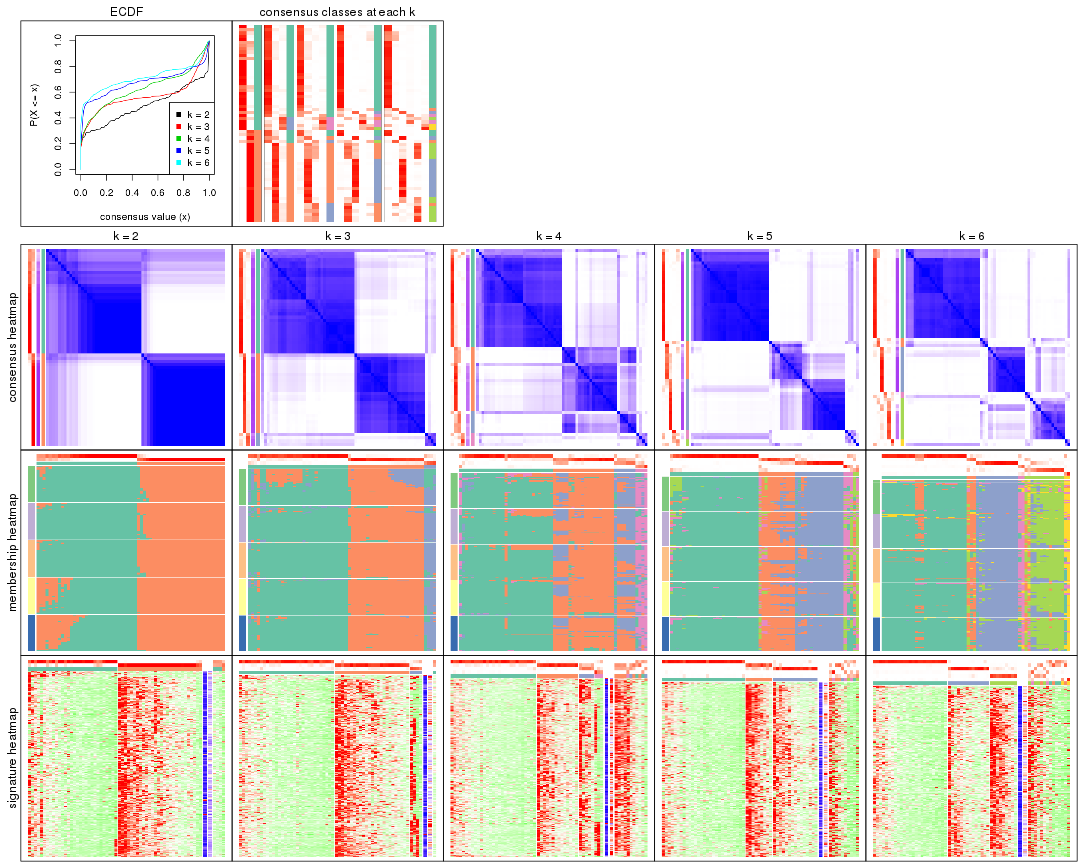 ECDF
consensus classes at each k
P(X <= x)
0.0 0.2 0.4 0.6 0.8 1.0
k = 2
k = 3
k = 4
k = 5
k = 6
0.0 0.2 0.4 0.6 0.8 1.0
consensus value (x)
k = 2
k = 3
k = 4
k = 5
k = 6
consensus heatmap
membership heatmap
signature heatmap